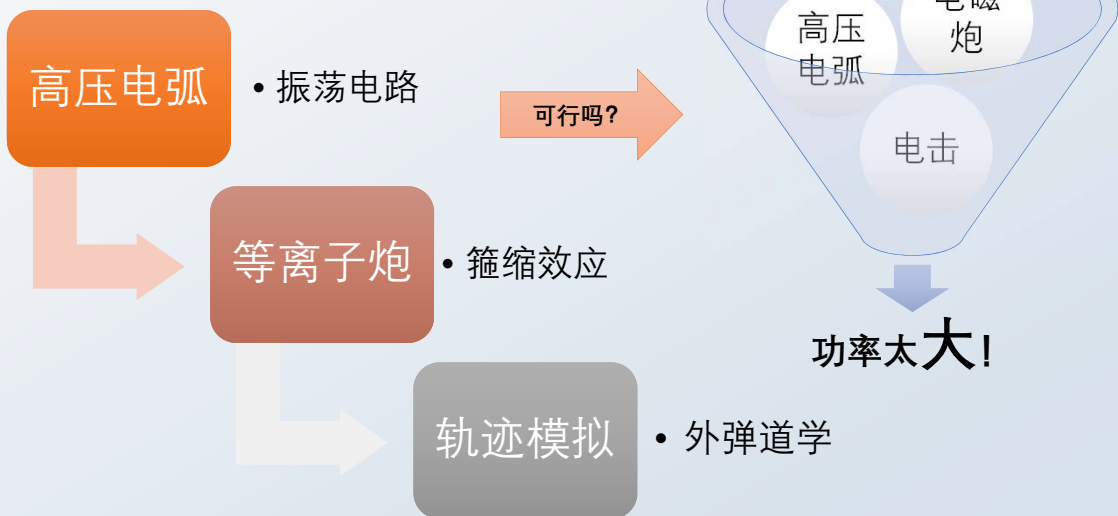 高压电弧
• 振荡电路
可行吗?
电磁
炮
高压
电弧
电击
等离子炮
• 箍缩效应
功率太大!
轨迹模拟
• 外弹道学